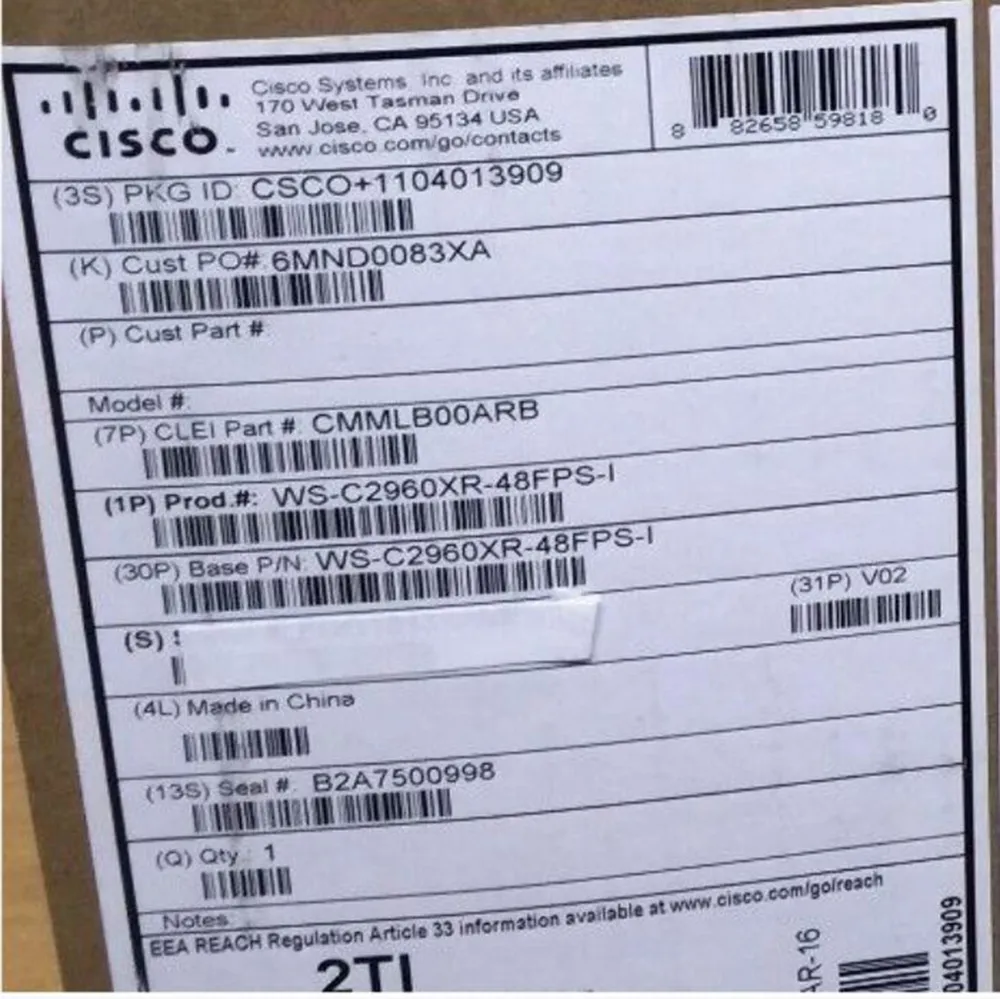 CISCO
Cisco Systems, Inc. and its affiliates
170 West Tasman Drive
San Jose, CA 95134 USA
www.cisco.com/go/contacts
8 82658 59818 0
(3S) PKG ID: CSCO+1104013909
(K) Cust PO#: 6MND0083XA
(P) Cust Part #:
Model #:
(7P) CLEI Part #: CMMLB00ARB
(1P) Prod.#: WS-C2960XR-48FPS-I
(30P) Base P/N: WS-C2960XR-48FPS-I
(31P) V02
(S)
(4L) Made in China
(13S) Seal #: B2A7500998
(Q) Qty.: 1
Notes
EEA REACH Regulation Article 33 information available at www.cisco.com/go/reach
2TI
AR-16
04013909